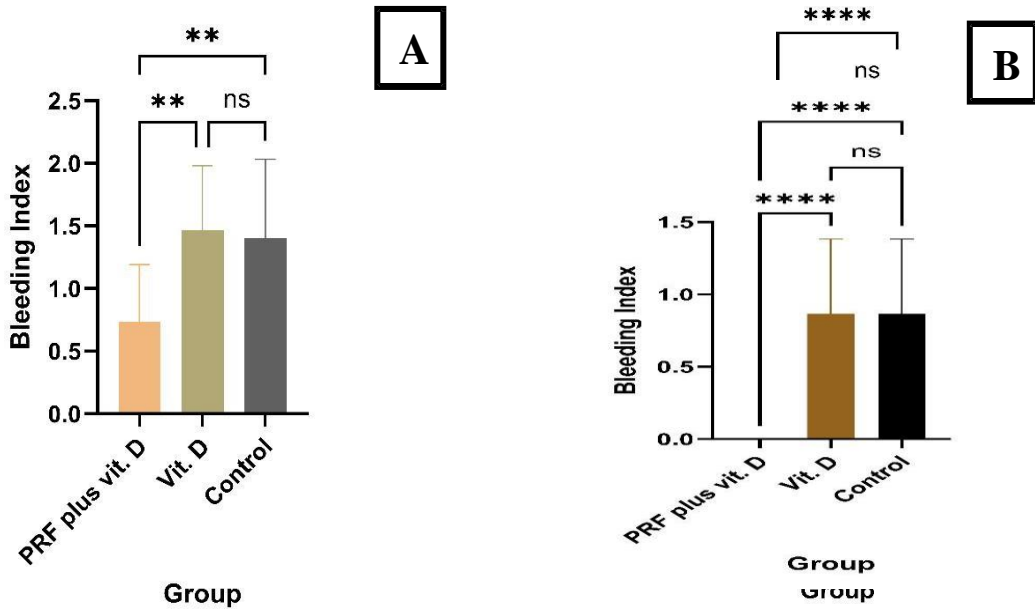 A
**
**
ns
2.5
2.0
1.5
1.0
0.5
0.0
Bleeding Index
PRF plus vit. D
Vit. D
Control
Group
B
****
ns
****
ns
****
1.5
1.0
0.5
0.0
Bleeding Index
PRF plus vit. D
Vit. D
Control
Group
Group